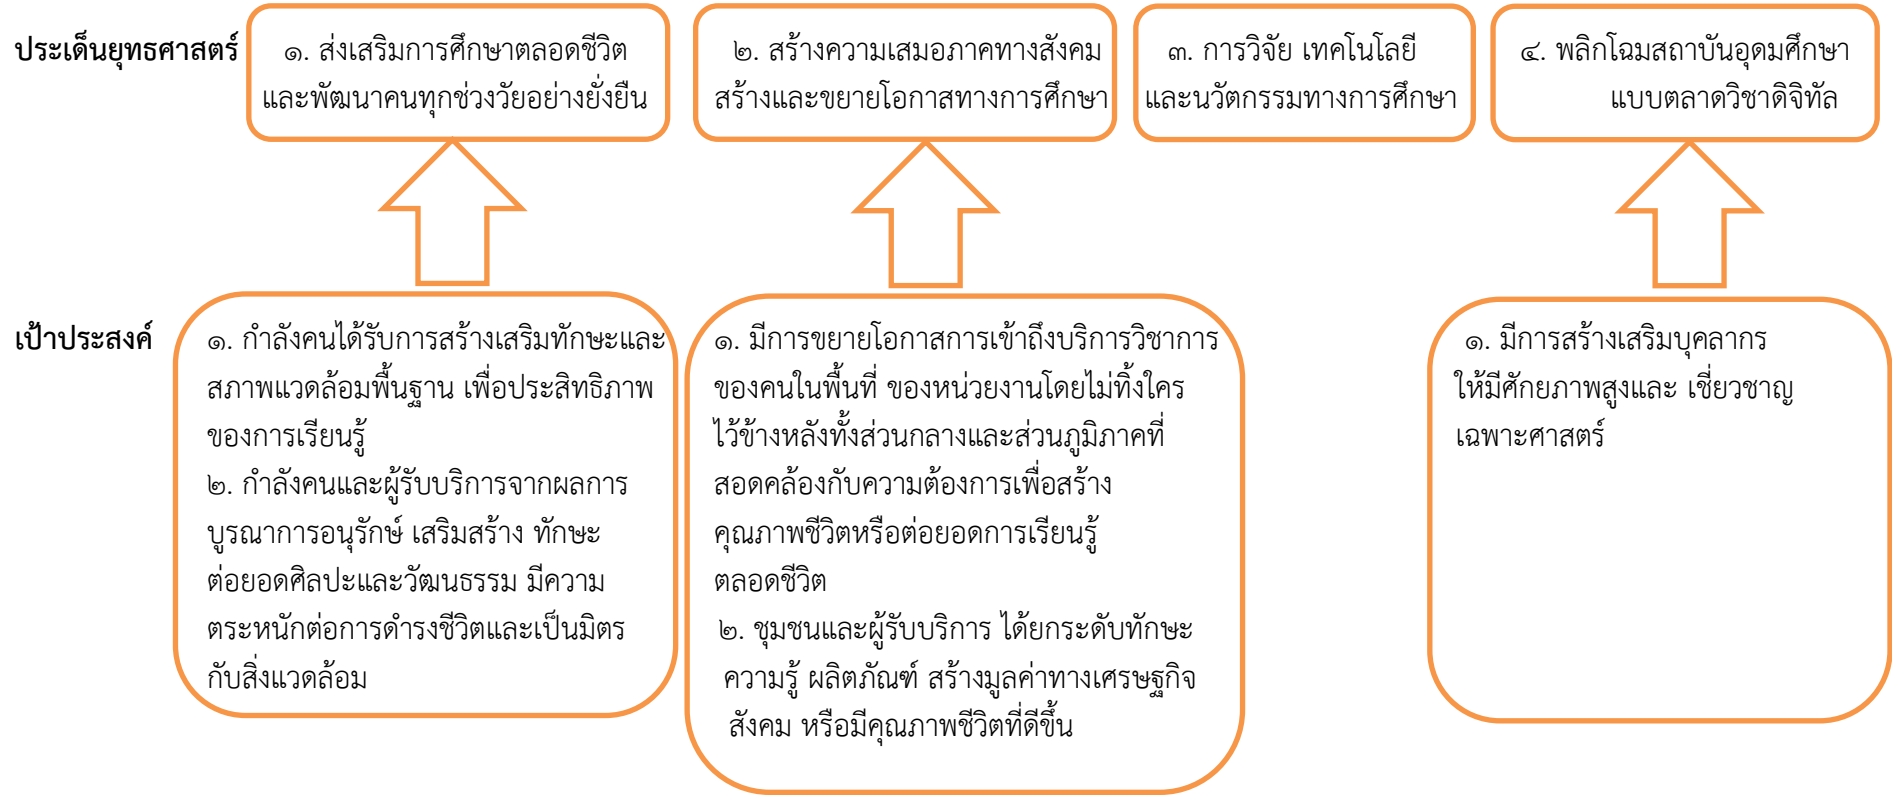 ประเด็นยุทธศาสตร์
๑. ส่งเสริมการศึกษาตลอดชีวิต
และพัฒนาคนทุกช่วงวัยอย่างยั่งยืน
๒. สร้างความเสมอภาคทางสังคม
สร้างและขยายโอกาสทางการศึกษา
๓. การวิจัย เทคโนโลยี
และนวัตกรรมทางการศึกษา
๔. พลิกโฉมสถาบันอุดมศึกษา
แบบตลาดวิชาดิจิทัล
เป้าประสงค์
๑. กำลังคนได้รับการสร้างเสริมทักษะและ
สภาพแวดล้อมพื้นฐาน เพื่อประสิทธิภาพ
ของการเรียนรู้
๒. กำลังคนและผู้รับบริการจากผลการ
บูรณาการอนุรักษ์ เสริมสร้าง ทักษะ
ต่อยอดศิลปะและวัฒนธรรม มีความ
ตระหนักต่อการดำรงชีวิตและเป็นมิตร
กับสิ่งแวดล้อม
๑. มีการขยายโอกาสการเข้าถึงบริการวิชาการ
ของคนในพื้นที่ ของหน่วยงานโดยไม่ทิ้งใคร
ไว้ข้างหลังทั้งส่วนกลางและส่วนภูมิภาคที่
สอดคล้องกับความต้องการเพื่อสร้าง
คุณภาพชีวิตหรือต่อยอดการเรียนรู้
ตลอดชีวิต
๒. ชุมชนและผู้รับบริการ ได้ยกระดับทักษะ
ความรู้ ผลิตภัณฑ์ สร้างมูลค่าทางเศรษฐกิจ
สังคม หรือมีคุณภาพชีวิตที่ดีขึ้น
๑. มีการสร้างเสริมบุคลากร
ให้มีศักยภาพสูงและ เชี่ยวชาญ
เฉพาะศาสตร์